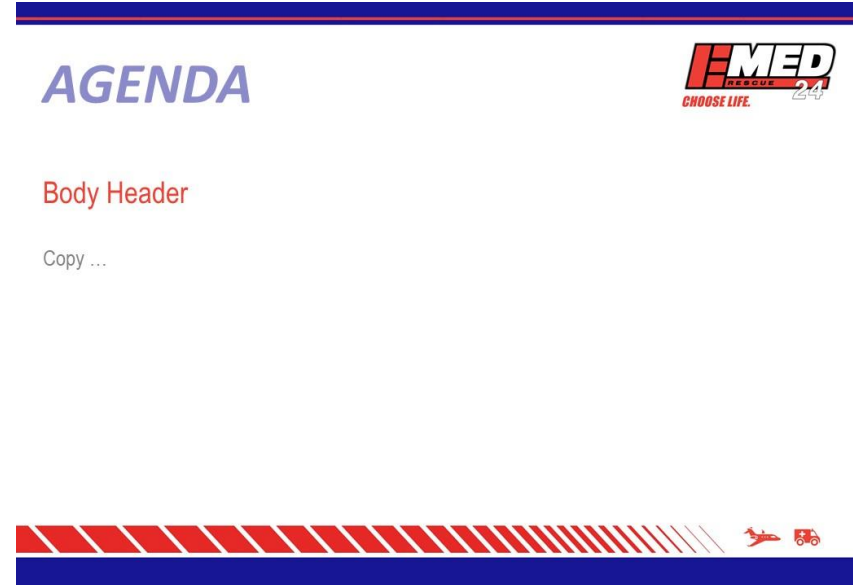 AGENDA
E-MED
RESCUE
24
CHOOSE LIFE.
Body Header
Copy …